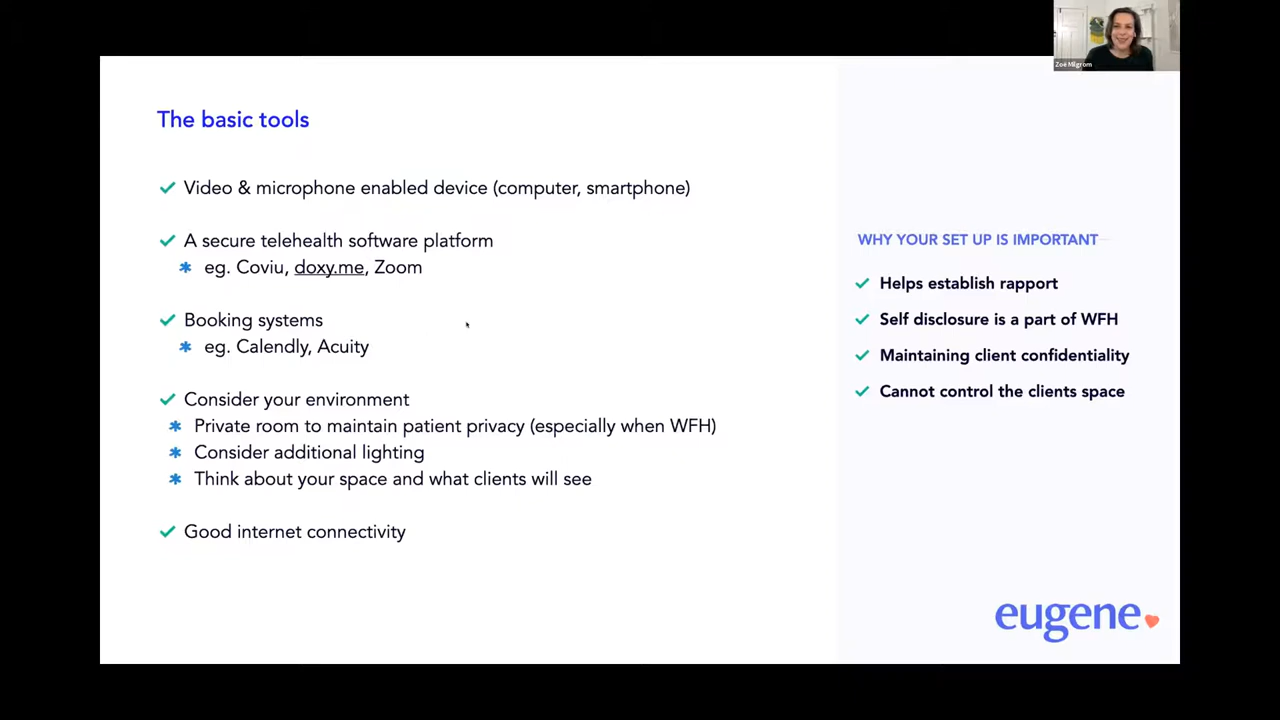 Zoë Milgrom
The basic tools
Video & microphone enabled device (computer, smartphone)
A secure telehealth software platform
eg. Coviu, doxy.me, Zoom
Booking systems
eg. Calendly, Acuity
Consider your environment
Private room to maintain patient privacy (especially when WFH)
Consider additional lighting
Think about your space and what clients will see
Good internet connectivity
WHY YOUR SET UP IS IMPORTANT
Helps establish rapport
Self disclosure is a part of WFH
Maintaining client confidentiality
Cannot control the clients space
eugene